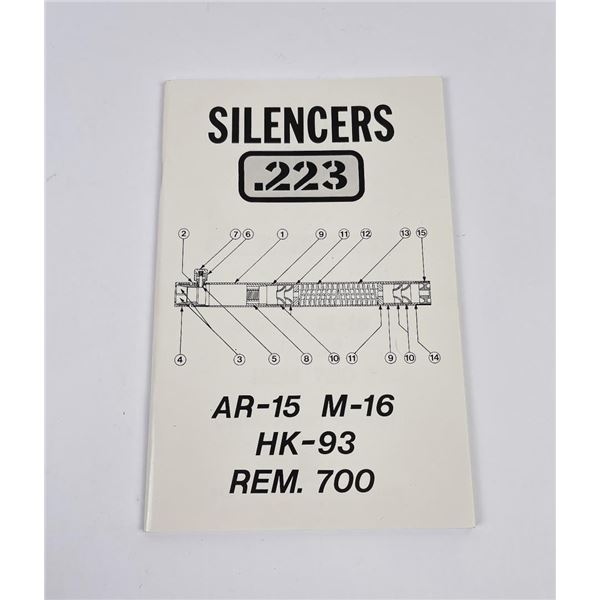 SILENCERS
.223
2 7 6 1 9 11 12 13 15
4 3 5 8 10 11 9 10 14
AR-15 M-16
HK-93
REM. 700